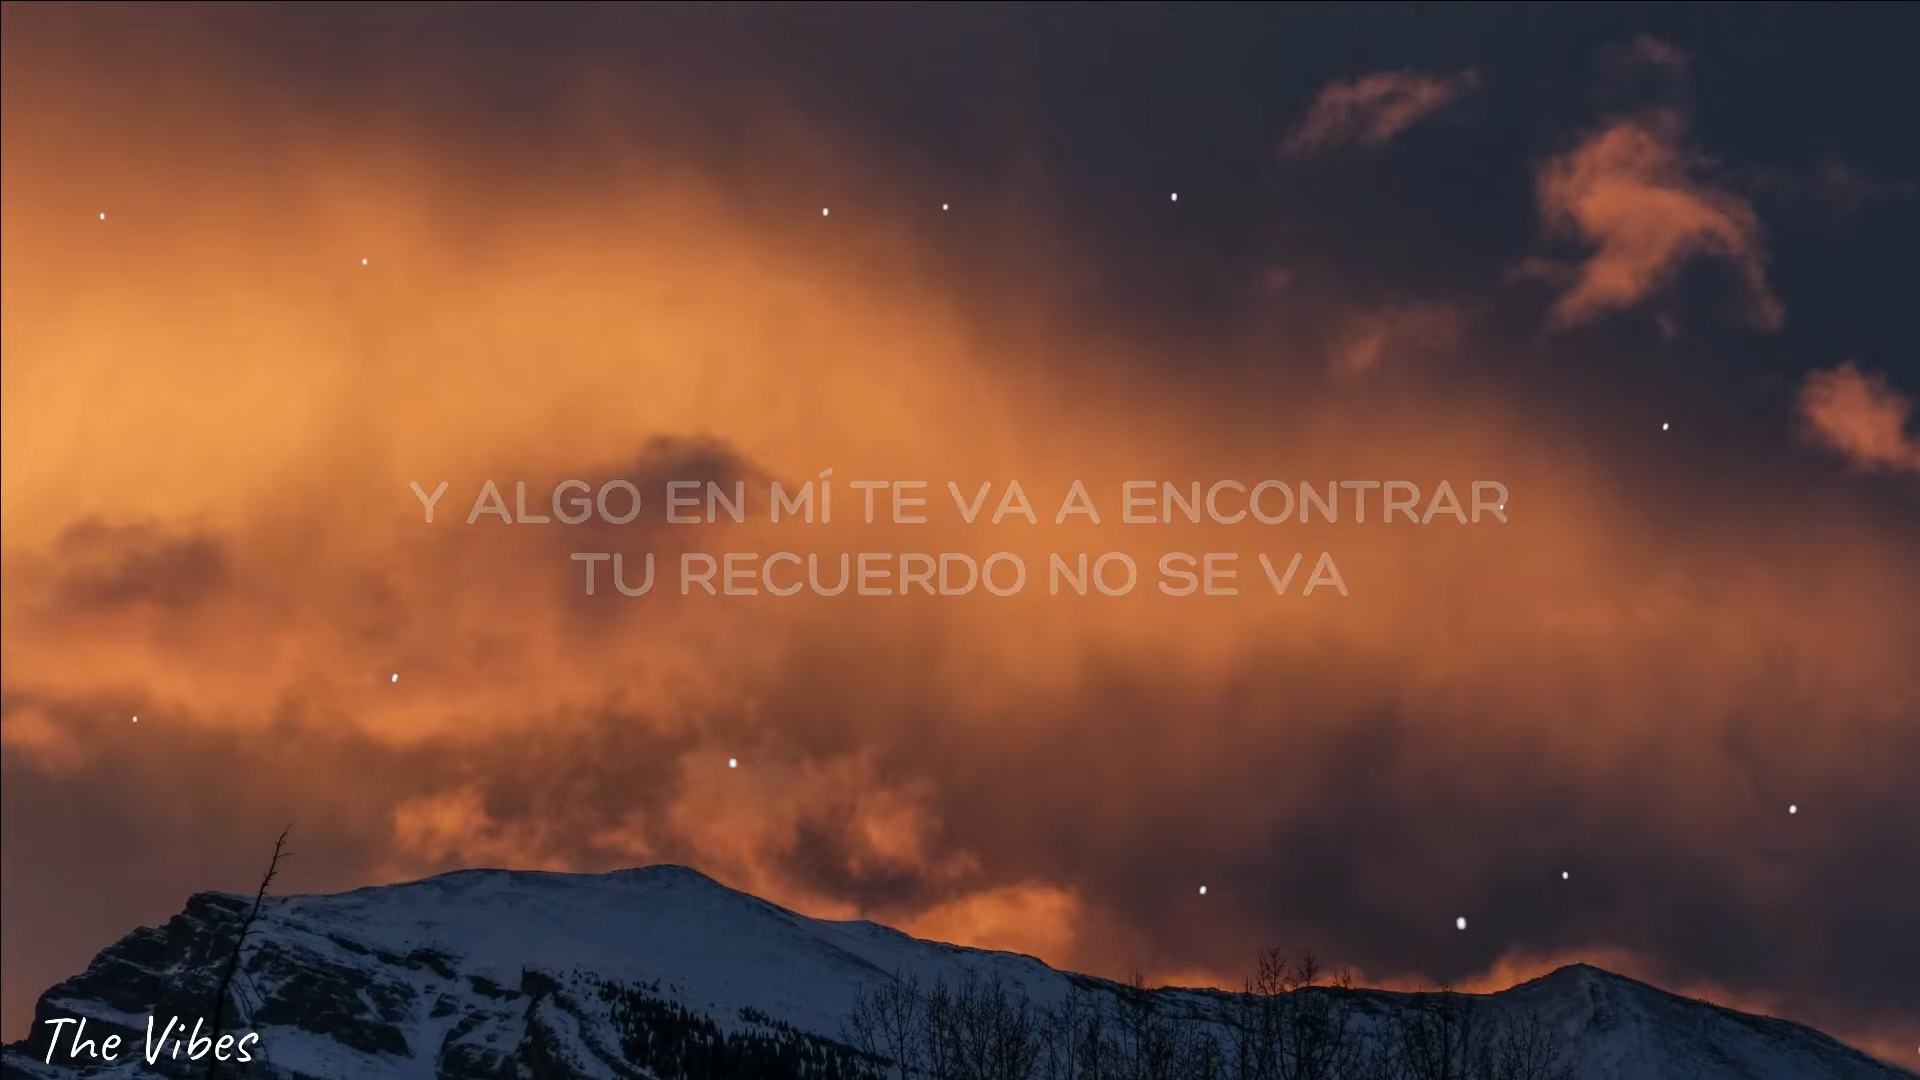 Y ALGO EN MÍ TE VA A ENCONTRAR
TU RECUERDO NO SE VA
The Vibes